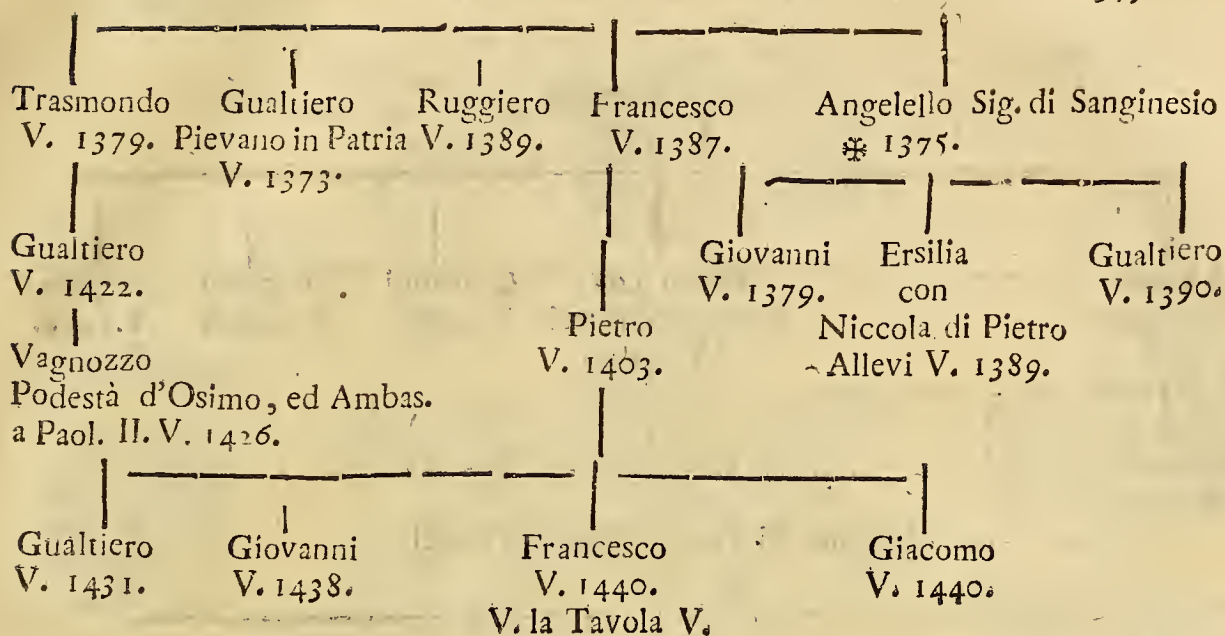 Trasmondo Gualtiero Ruggiero Francesco Angelello Sig. di Sanginesio
V. 1379. Pievano in Patria V. 1389. V. 1387. ✠ 1375.
V. 1373.
Gualtiero Giovanni Ersilia Gualtiero
V. 1422. V. 1379. con V. 1390.
Pietro Niccola di Pietro
Vagnozzo V. 1403. Allevi V. 1389.
Podestà d'Osimo, ed Ambas.
a Paol. II. V. 1426.
Gualtiero Giovanni Francesco Giacomo
V. 1431. V. 1438. V. 1440. V. 1440.
V. la Tavola V.